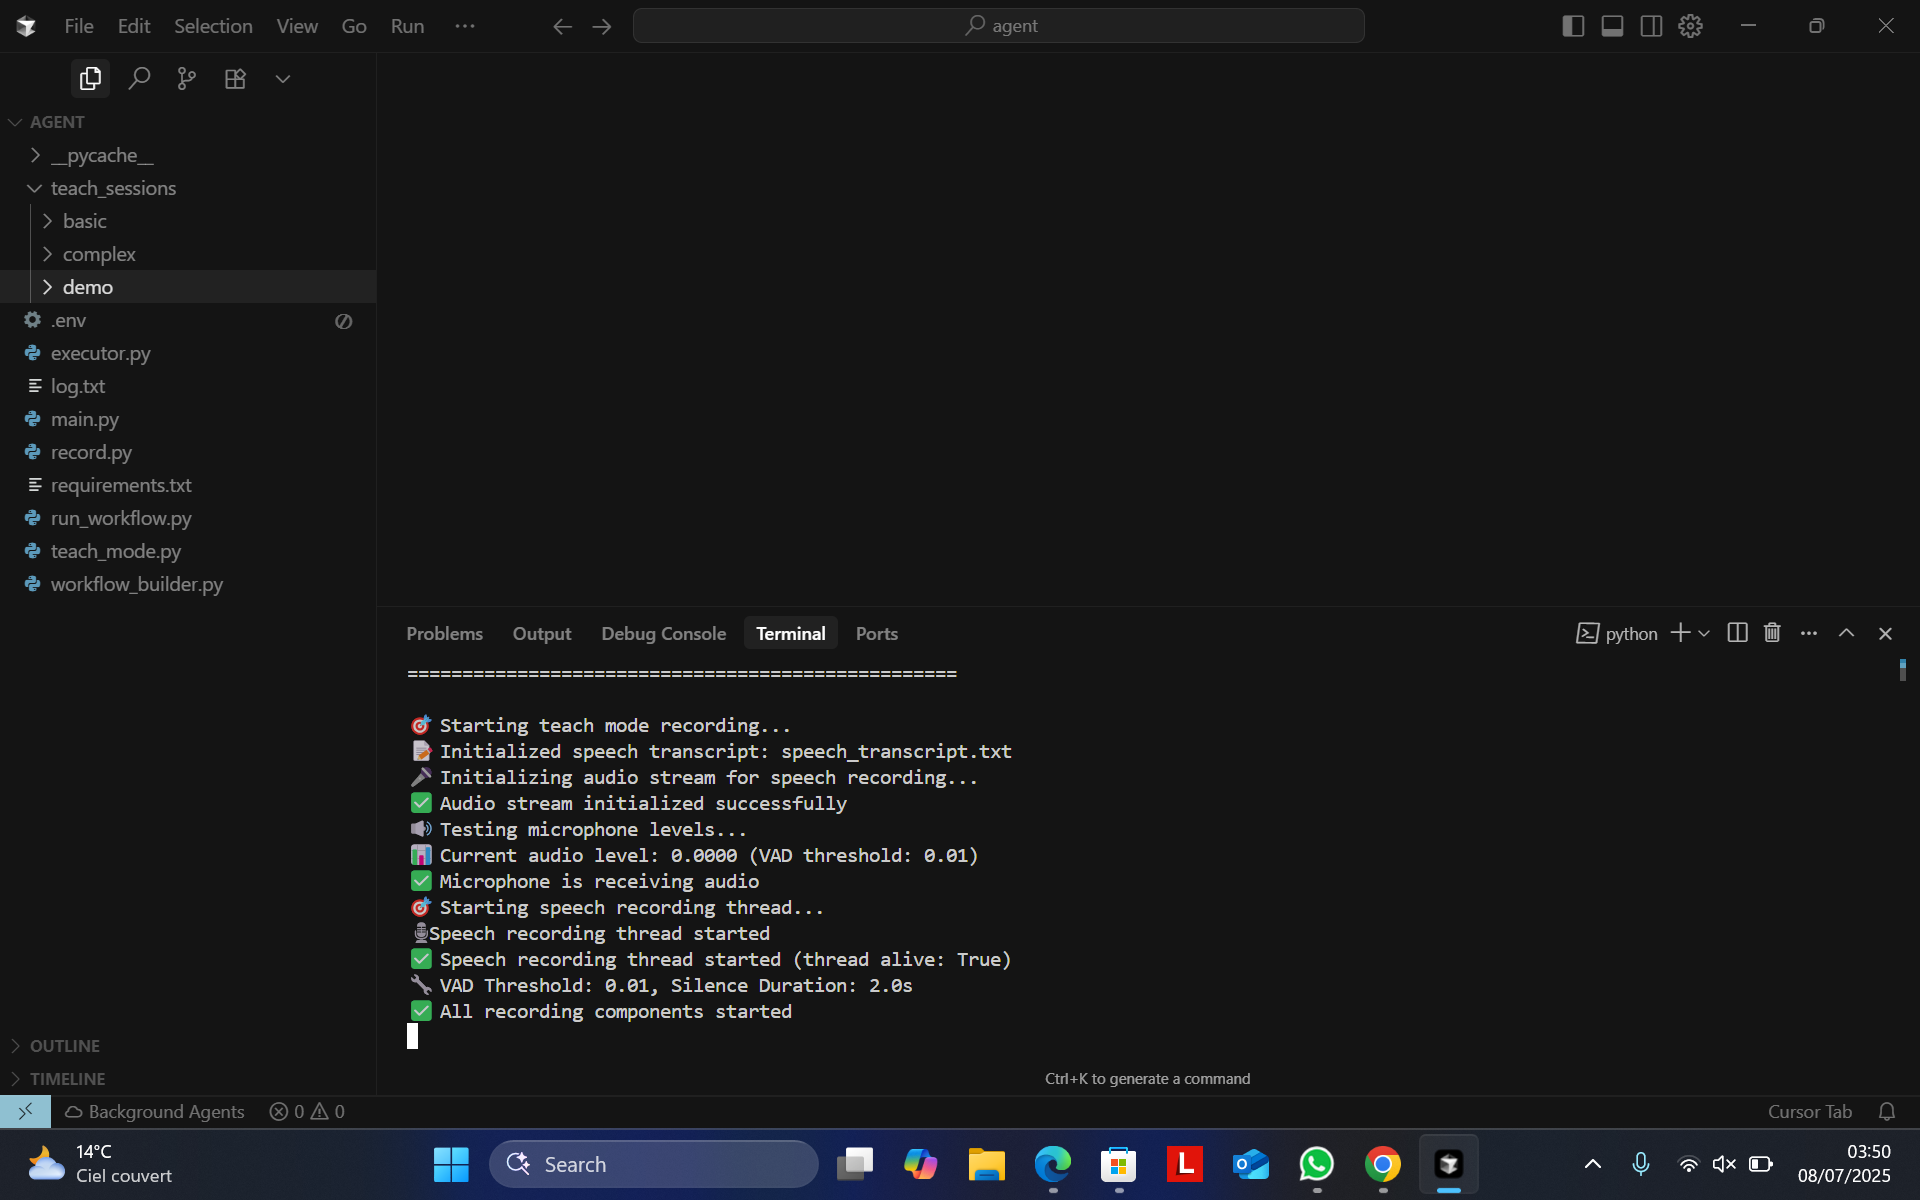 File Edit Selection View Go Run ···
agent
AGENT
__pycache__
teach_sessions
basic
complex
demo
.env
executor.py
log.txt
main.py
record.py
requirements.txt
run_workflow.py
teach_mode.py
workflow_builder.py
OUTLINE
TIMELINE
Problems Output Debug Console Terminal Ports
python
==================================================
Starting teach mode recording...
Initialized speech transcript: speech_transcript.txt
Initializing audio stream for speech recording...
Audio stream initialized successfully
Testing microphone levels...
Current audio level: 0.0000 (VAD threshold: 0.01)
Microphone is receiving audio
Starting speech recording thread...
Speech recording thread started
Speech recording thread started (thread alive: True)
VAD Threshold: 0.01, Silence Duration: 2.0s
All recording components started
Ctrl+K to generate a command
Background Agents 0 0
Cursor Tab
14°C
Ciel couvert
Search
L
03:50
08/07/2025